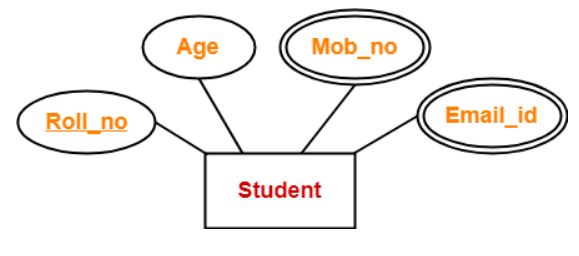 Age
Mob_no
Roll_no
Email_id
Student